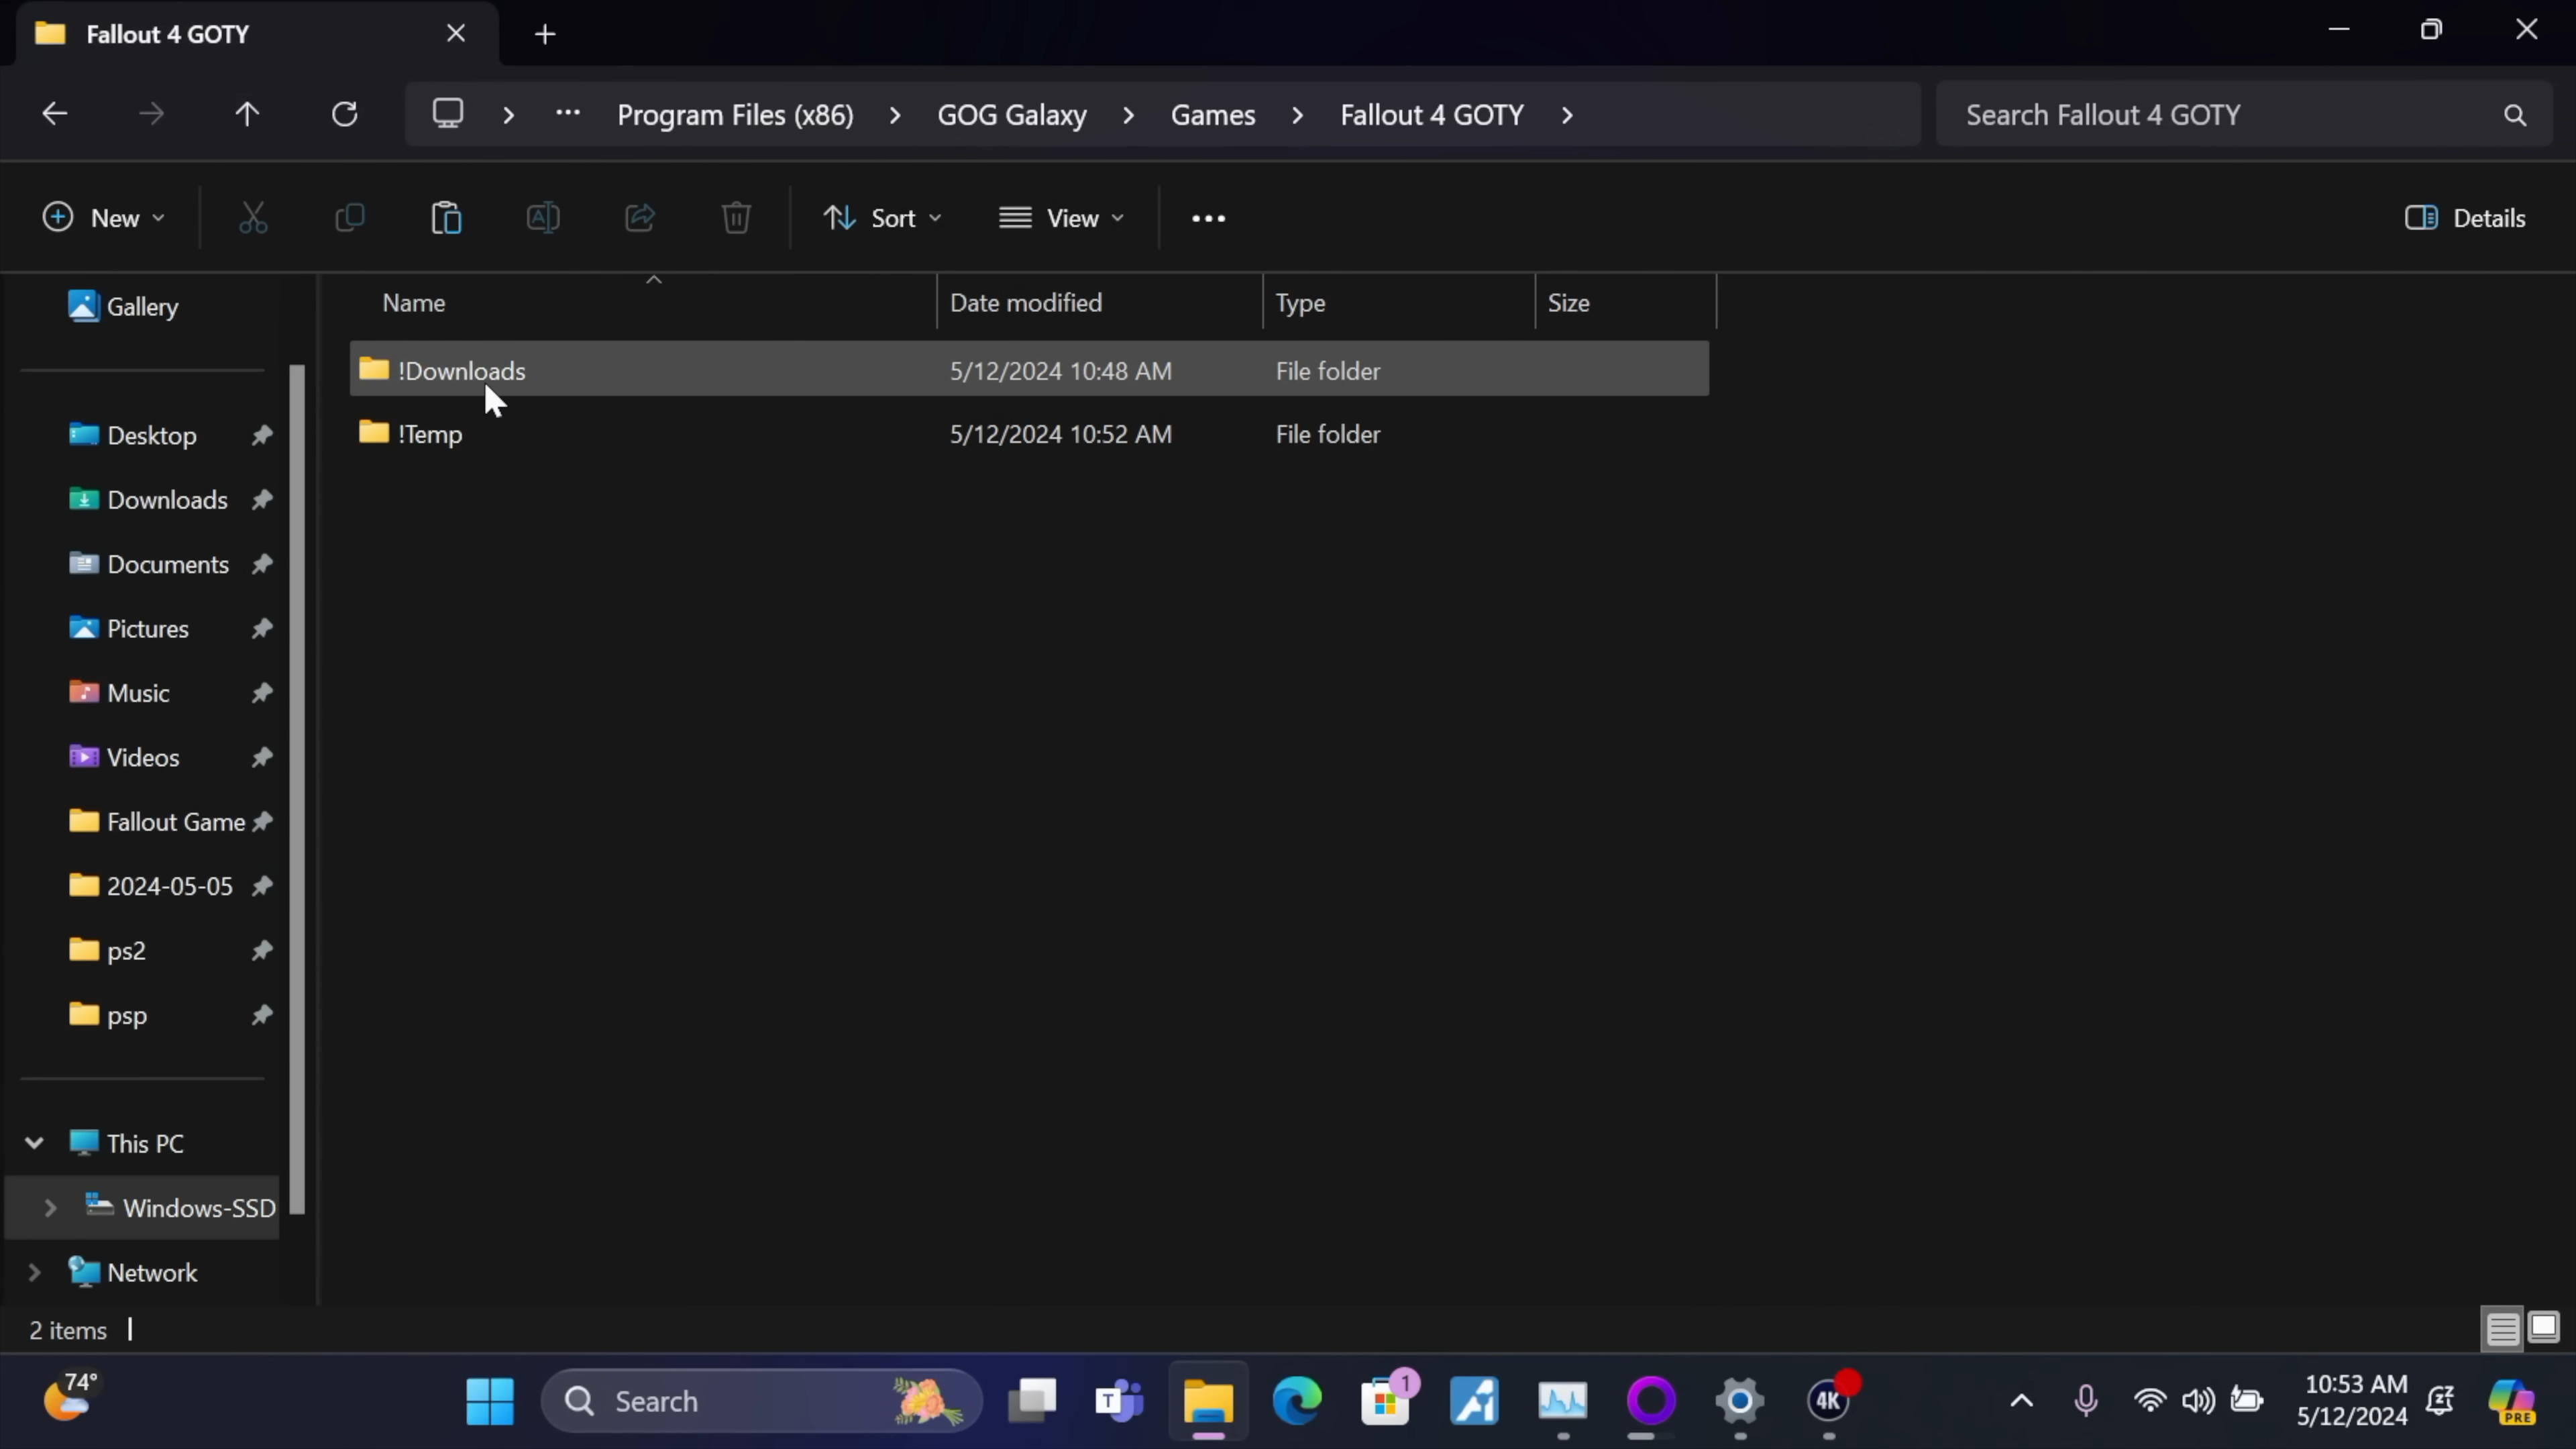 Fallout 4 GOTY
Program Files (x86) > GOG Galaxy > Games > Fallout 4 GOTY >
Search Fallout 4 GOTY
New
Sort
View
Details
Gallery
Desktop
Downloads
Documents
Pictures
Music
Videos
Fallout Game
2024-05-05
ps2
psp
This PC
Windows-SSD
Network
Name Date modified Type Size
!Downloads 5/12/2024 10:48 AM File folder
!Temp 5/12/2024 10:52 AM File folder
2 items
74°
Search
T
1
4K
10:53 AM
5/12/2024
PRE